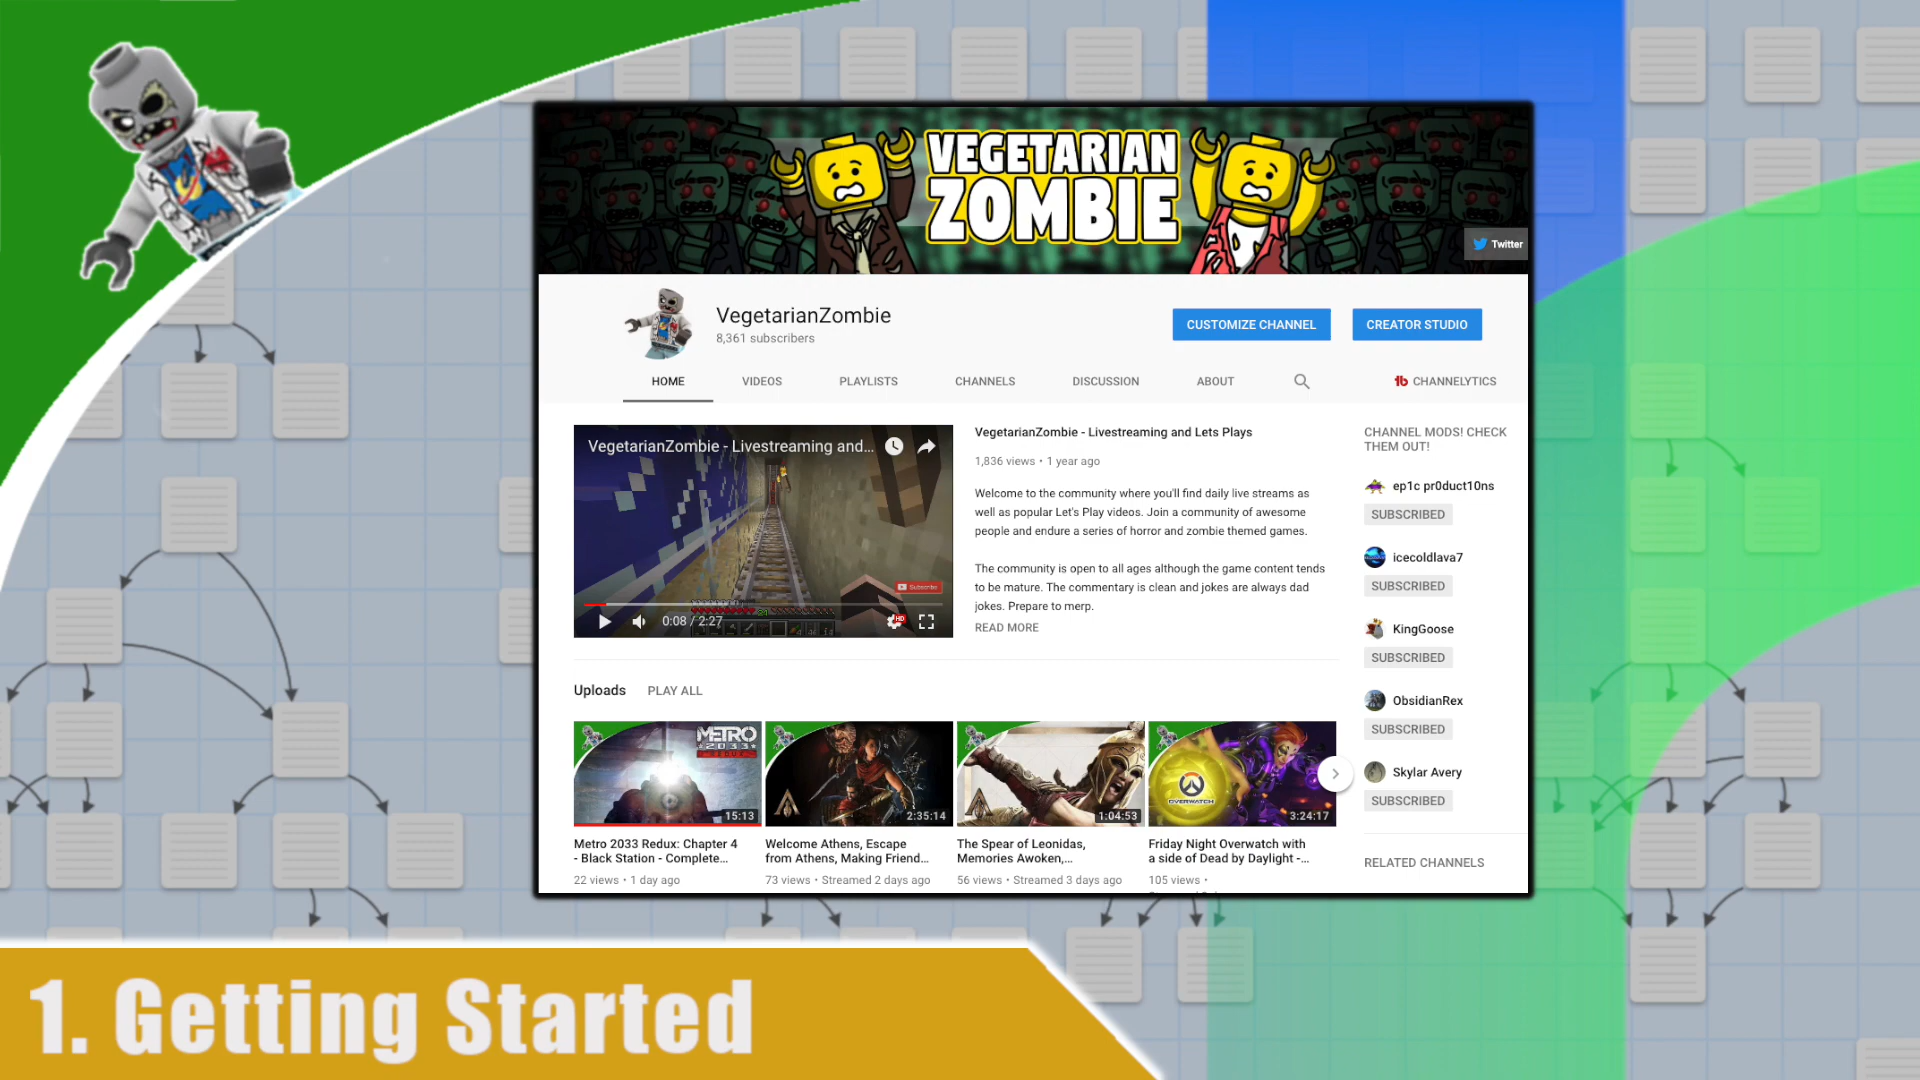 VEGETARIAN
ZOMBIE
Twitter
VegetarianZombie
8,361 subscribers
CUSTOMIZE CHANNEL
CREATOR STUDIO
HOME
VIDEOS
PLAYLISTS
CHANNELS
DISCUSSION
ABOUT
CHANNELYTICS
VegetarianZombie - Livestreaming and...
Subscribe
0:08 / 2:27
HD
VegetarianZombie - Livestreaming and Lets Plays
1,836 views • 1 year ago
Welcome to the community where you'll find daily live streams as
well as popular Let's Play videos. Join a community of awesome
people and endure a series of horror and zombie themed games.
The community is open to all ages although the game content tends
to be mature. The commentary is clean and jokes are always dad
jokes. Prepare to merp.
READ MORE
CHANNEL MODS! CHECK
THEM OUT!
ep1c pr0duct10ns
SUBSCRIBED
icecoldlava7
SUBSCRIBED
KingGoose
SUBSCRIBED
ObsidianRex
SUBSCRIBED
Skylar Avery
SUBSCRIBED
RELATED CHANNELS
Uploads
PLAY ALL
METRO
2033
REDUX
15:13
Metro 2033 Redux: Chapter 4
- Black Station - Complete...
22 views • 1 day ago
2:35:14
Welcome Athens, Escape
from Athens, Making Friend...
73 views • Streamed 2 days ago
1:04:53
The Spear of Leonidas,
Memories Awoken,...
56 views • Streamed 3 days ago
OVERWATCH
3:24:17
Friday Night Overwatch with
a side of Dead by Daylight -...
105 views •
1. Getting Started